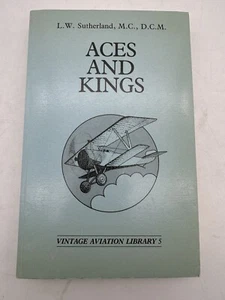 L.W. Sutherland, M.C., D.C.M.
ACES
AND
KINGS
VINTAGE AVIATION LIBRARY 5